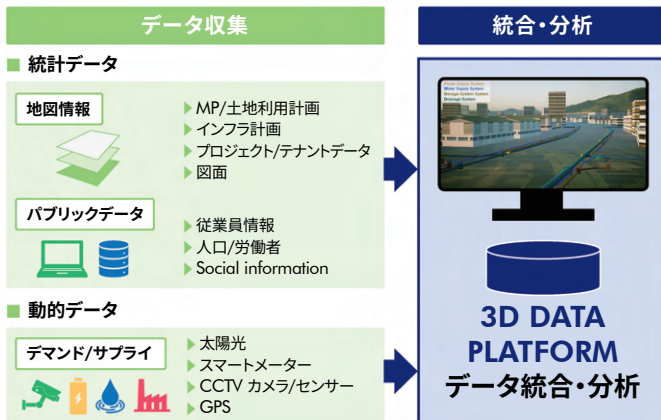 データ収集
統計データ
地図情報
MP/土地利用計画
インフラ計画
プロジェクト/テナントデータ
図面
パブリックデータ
従業員情報
人口/労働者
Social information
動的データ
デマンド/サプライ
太陽光
スマートメーター
CCTV カメラ/センサー
GPS
統合・分析
Power Supply System
Water Supply System
Sewage System System
Drainage System
3D DATA
PLATFORM
データ統合・分析